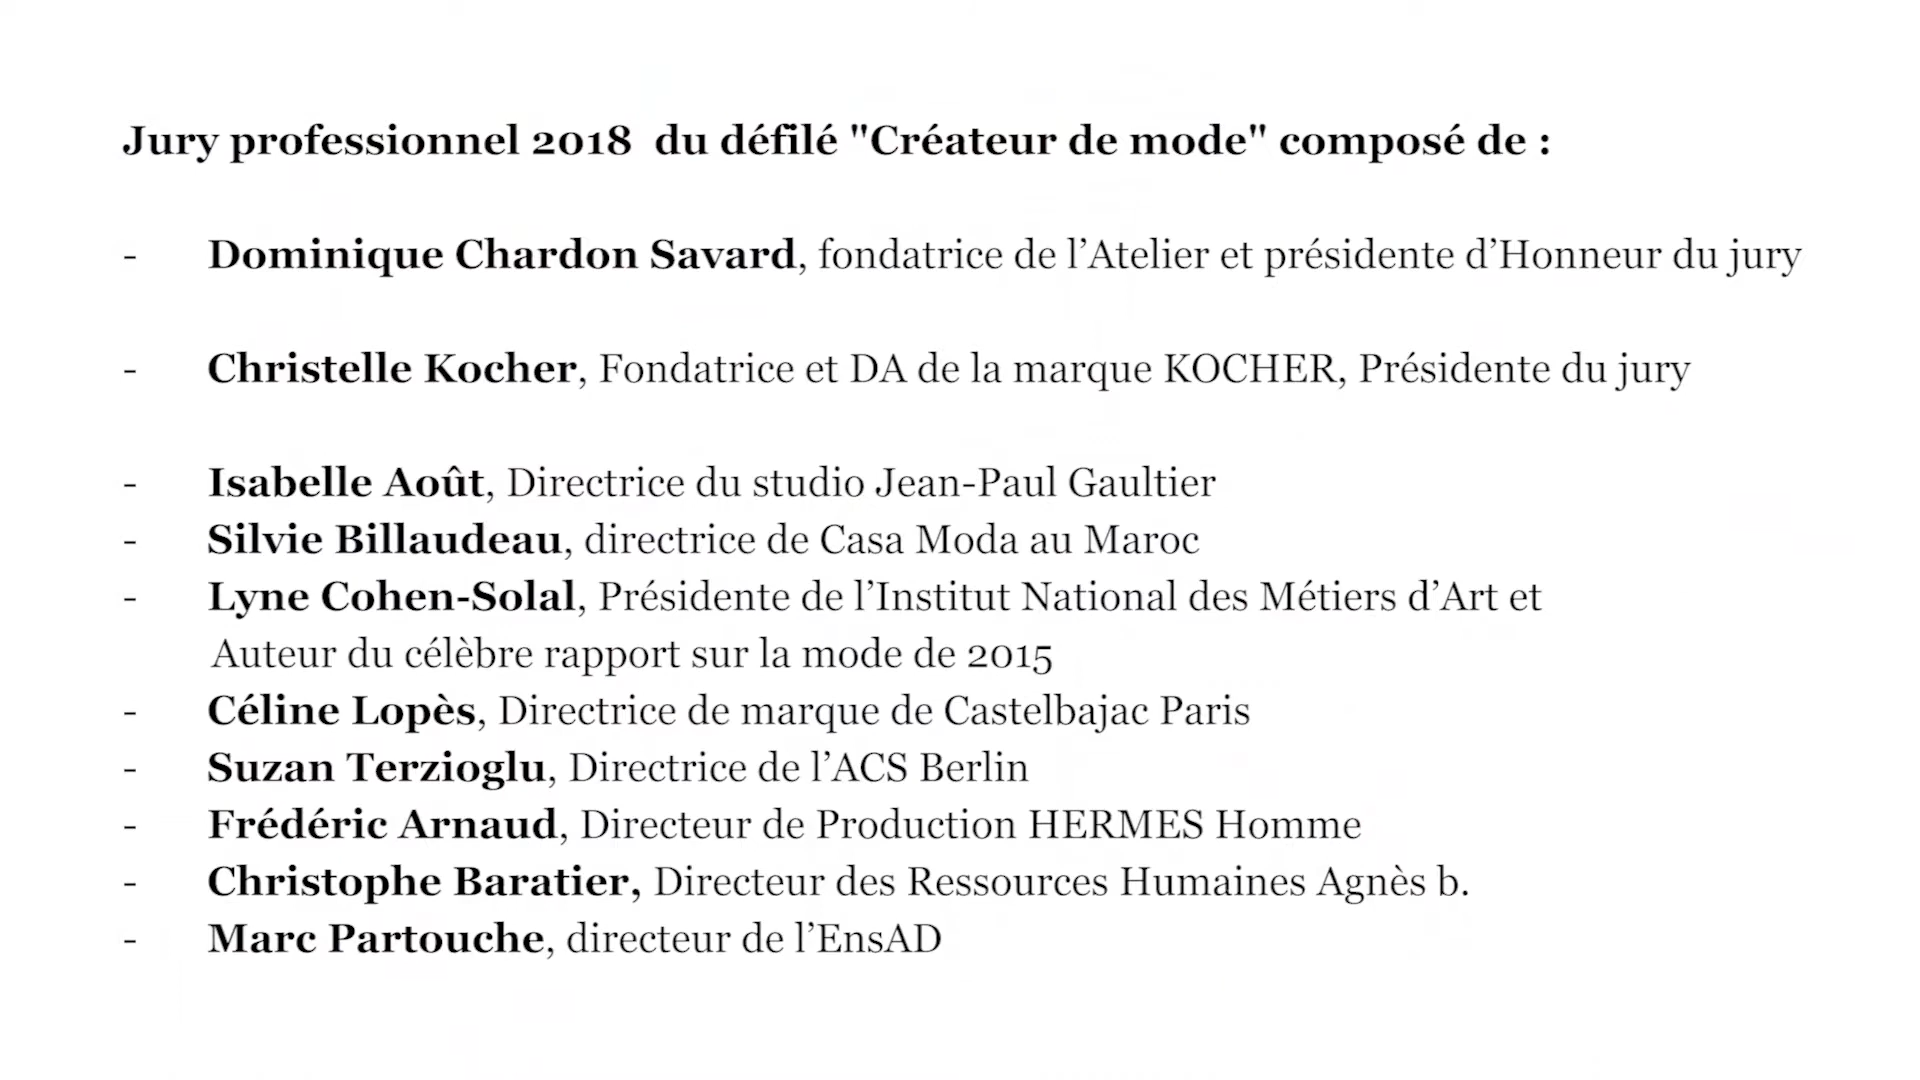 Jury professionnel 2018  du défilé "Créateur de mode" composé de :
- Dominique Chardon Savard, fondatrice de l’Atelier et présidente d’Honneur du jury
- Christelle Kocher, Fondatrice et DA de la marque KOCHER, Présidente du jury
- Isabelle Août, Directrice du studio Jean-Paul Gaultier
- Silvie Billaudeau, directrice de Casa Moda au Maroc
- Lyne Cohen-Solal, Présidente de l’Institut National des Métiers d’Art et
Auteur du célèbre rapport sur la mode de 2015
- Céline Lopès, Directrice de marque de Castelbajac Paris
- Suzan Terzioglu, Directrice de l’ACS Berlin
- Frédéric Arnaud, Directeur de Production HERMES Homme
- Christophe Baratier, Directeur des Ressources Humaines Agnès b.
- Marc Partouche, directeur de l’EnsAD